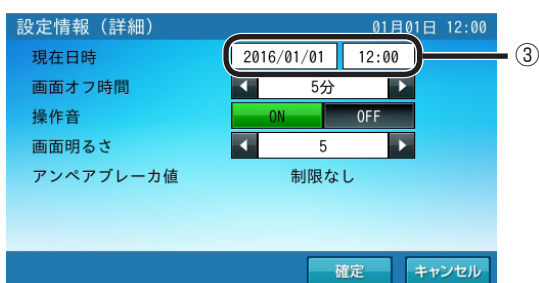 設定情報（詳細） 01月01日 12:00
現在日時 2016/01/01 12:00 ③
画面オフ時間 5分
操作音 ON OFF
画面明るさ 5
アンペアブレーカ値 制限なし
確定 キャンセル